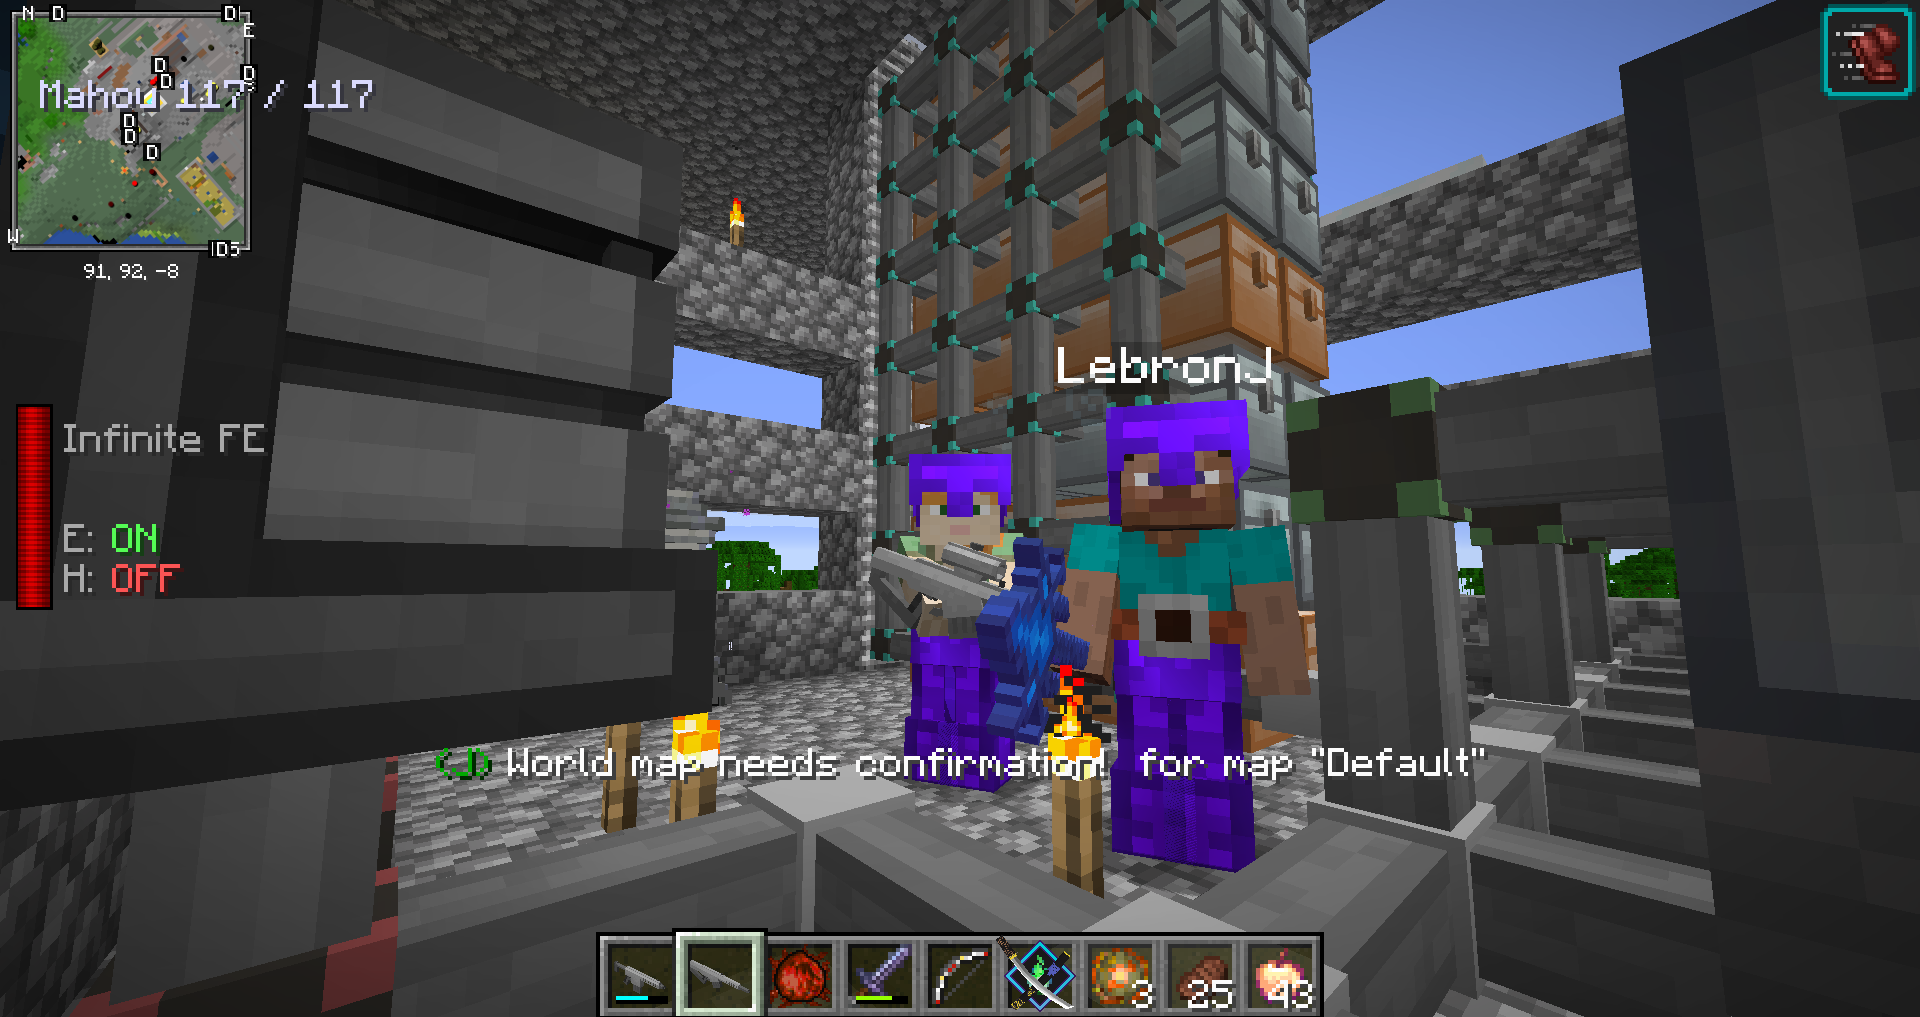 N D D
E
D
D
D
Mahou 117 / 117
D
D
D
W D5
91, 92, -8
LebronJ
Infinite FE
E: ON
H: OFF
(J) World map needs confirmation! for map "Default"
3 25 43